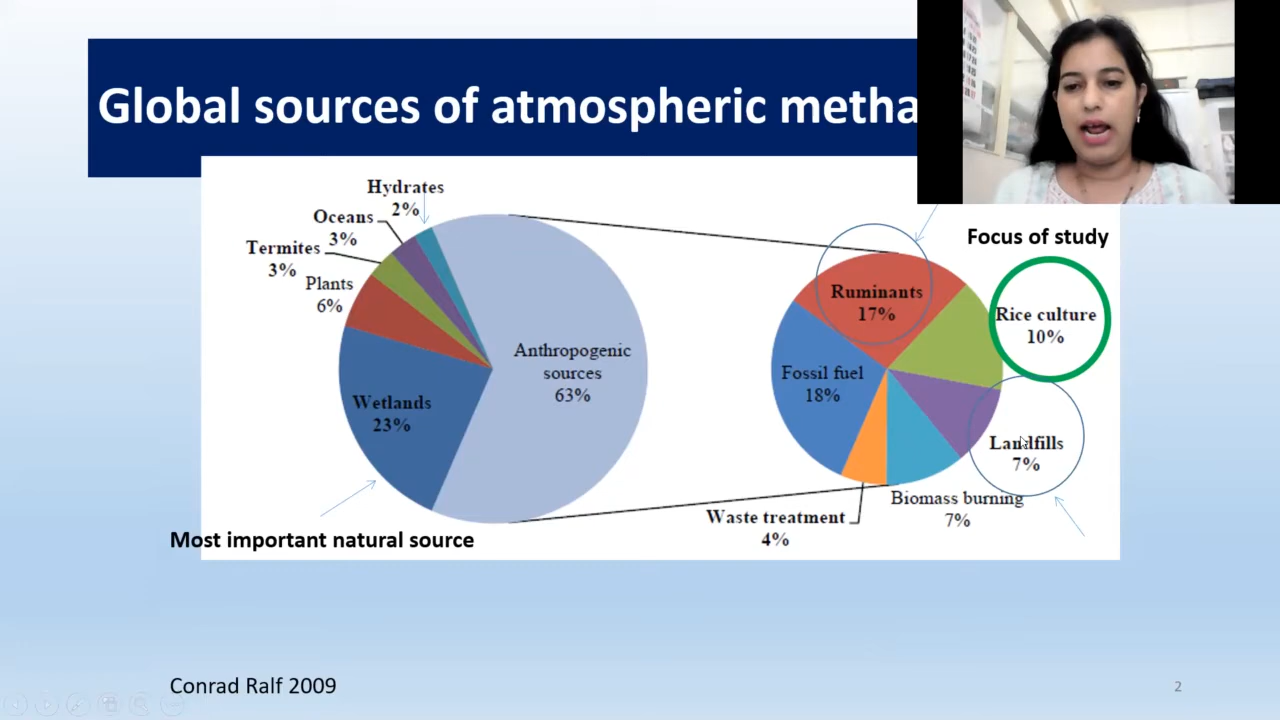 Global sources of atmospheric metha
Hydrates
2%
Oceans
3%
Termites
3%
Plants
6%
Wetlands
23%
Anthropogenic
sources
63%
Most important natural source
Focus of study
Ruminants
17%
Rice culture
10%
Fossil fuel
18%
Landfills
7%
Biomass burning
7%
Waste treatment
4%
Conrad Ralf 2009
2